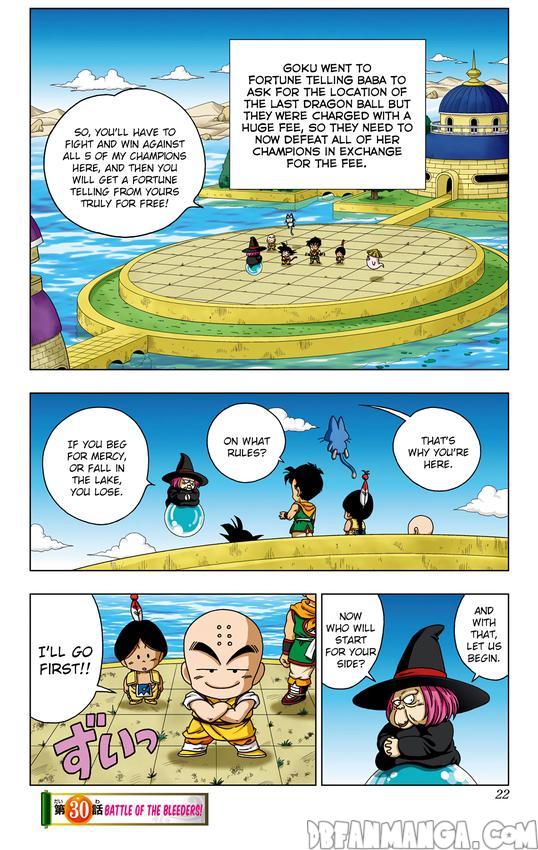 GOKU WENT TO
FORTUNE TELLING BABA TO
ASK FOR THE LOCATION OF
THE LAST DRAGON BALL BUT
THEY WERE CHARGED WITH A
HUGE FEE, SO THEY NEED TO
NOW DEFEAT ALL OF HER
CHAMPIONS IN EXCHANGE
FOR THE FEE.
SO, YOU'LL HAVE TO
FIGHT AND WIN AGAINST
ALL 5 OF MY CHAMPIONS
HERE, AND THEN YOU
WILL GET A FORTUNE
TELLING FROM YOURS
TRULY FOR FREE!
THAT'S
WHY YOU'RE
HERE.
ON WHAT
RULES?
IF YOU BEG
FOR MERCY,
OR FALL IN
THE LAKE,
YOU LOSE.
AND
WITH
THAT,
LET US
BEGIN.
NOW
WHO WILL
START
FOR YOUR
SIDE?
I'LL GO
FIRST!!
ずいっ
第30話 BATTLE OF THE BLEEDERS!
だい わ
22
DBFANMANGA.COM